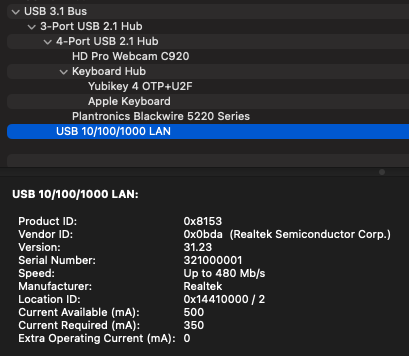 USB 3.1 Bus
3-Port USB 2.1 Hub
4-Port USB 2.1 Hub
HD Pro Webcam C920
Keyboard Hub
Yubikey 4 OTP+U2F
Apple Keyboard
Plantronics Blackwire 5220 Series
USB 10/100/1000 LAN
USB 10/100/1000 LAN:
Product ID: 0x8153
Vendor ID: 0x0bda (Realtek Semiconductor Corp.)
Version: 31.23
Serial Number: 321000001
Speed: Up to 480 Mb/s
Manufacturer: Realtek
Location ID: 0x14410000 / 2
Current Available (mA): 500
Current Required (mA): 350
Extra Operating Current (mA): 0